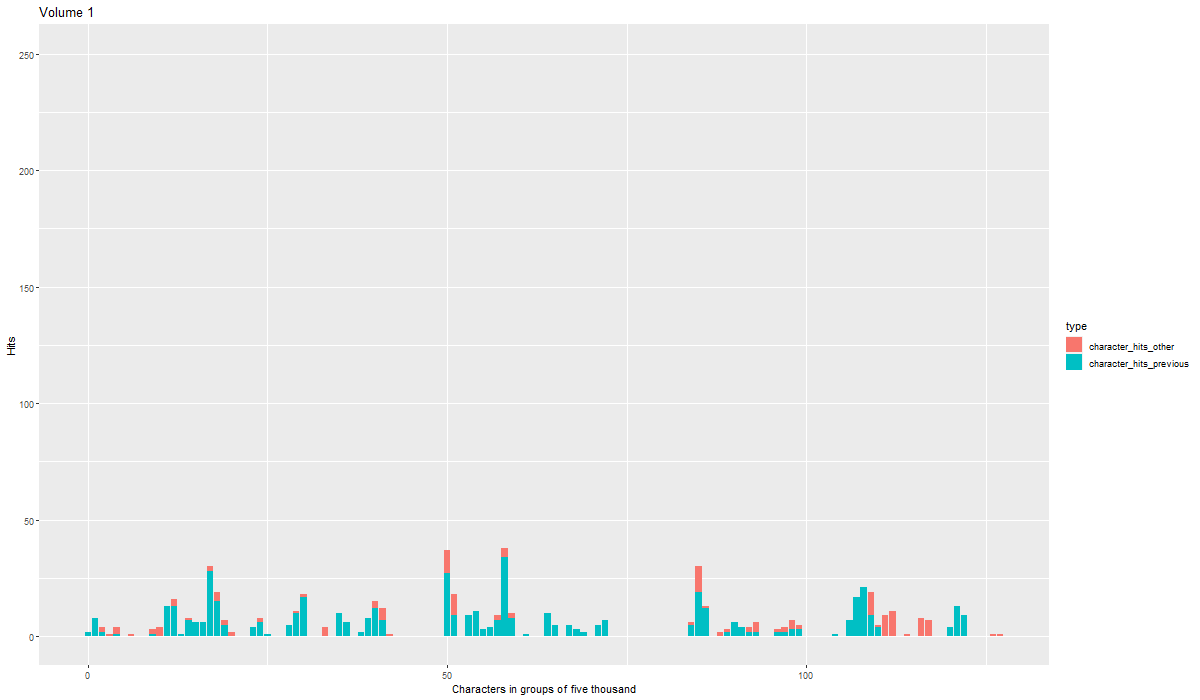 Volume 1
250
200
150
100
50
0
Hits
0 50 100
Characters in groups of five thousand
type
character_hits_other
character_hits_previous